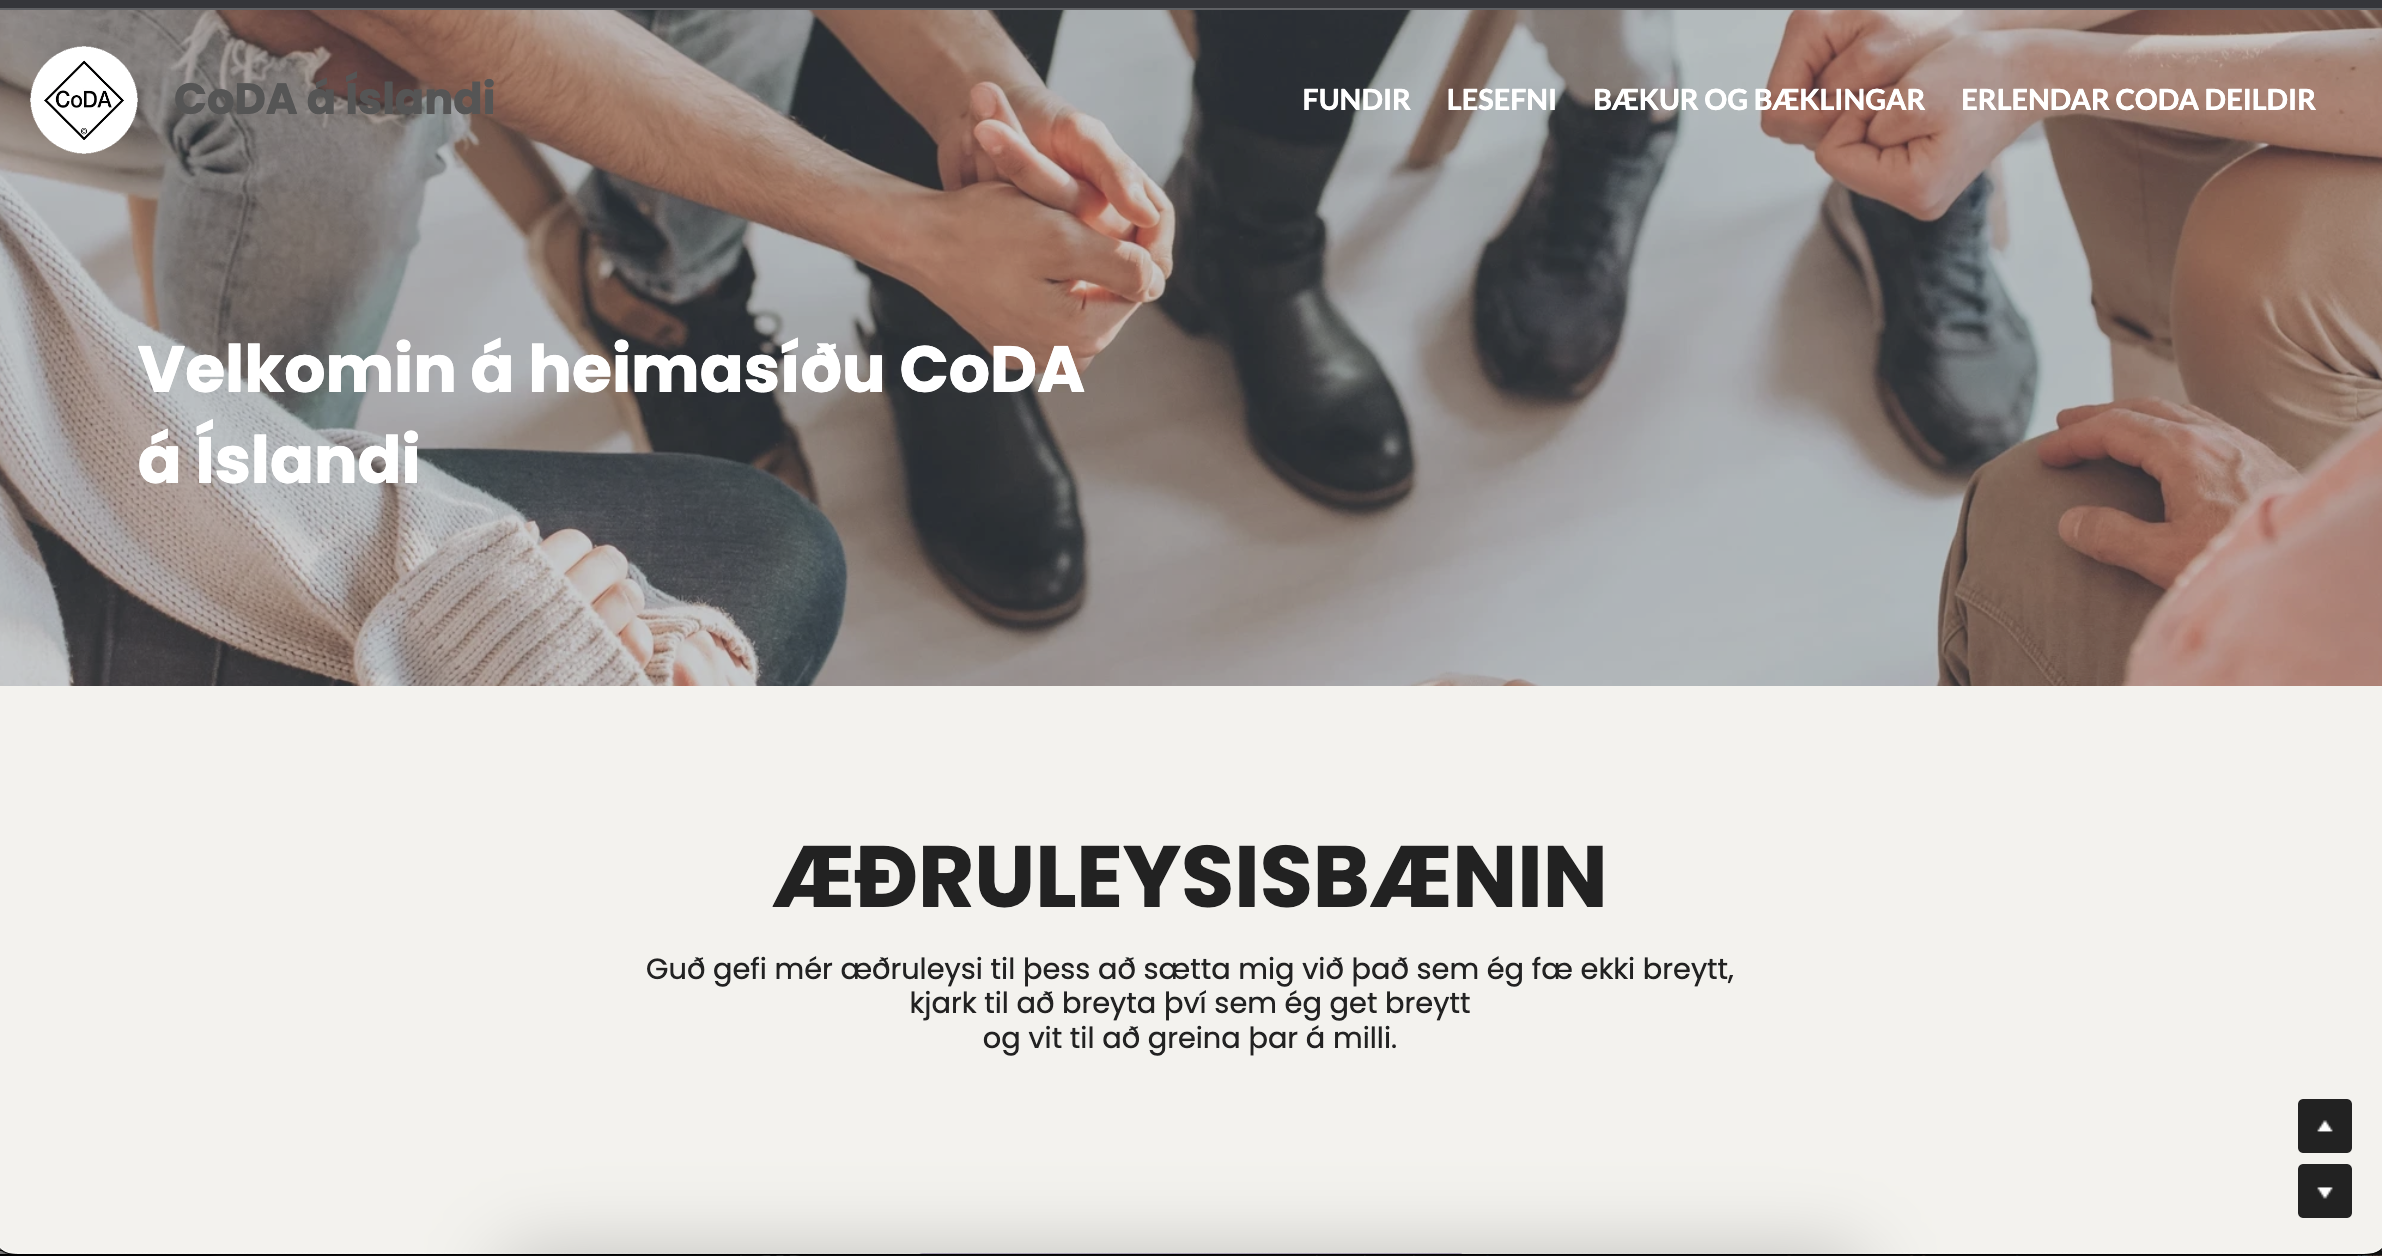 CoDA
CoDA á Íslandi
FUNDIR LESEFNI BÆKUR OG BÆKLINGAR ERLENDAR CODA DEILDIR
Velkomin á heimasíðu CoDA
á Íslandi
ÆÐRULEYSISBÆNIN
Guð gefi mér æðruleysi til þess að sætta mig við það sem ég fæ ekki breytt,
kjark til að breyta því sem ég get breytt
og vit til að greina þar á milli.